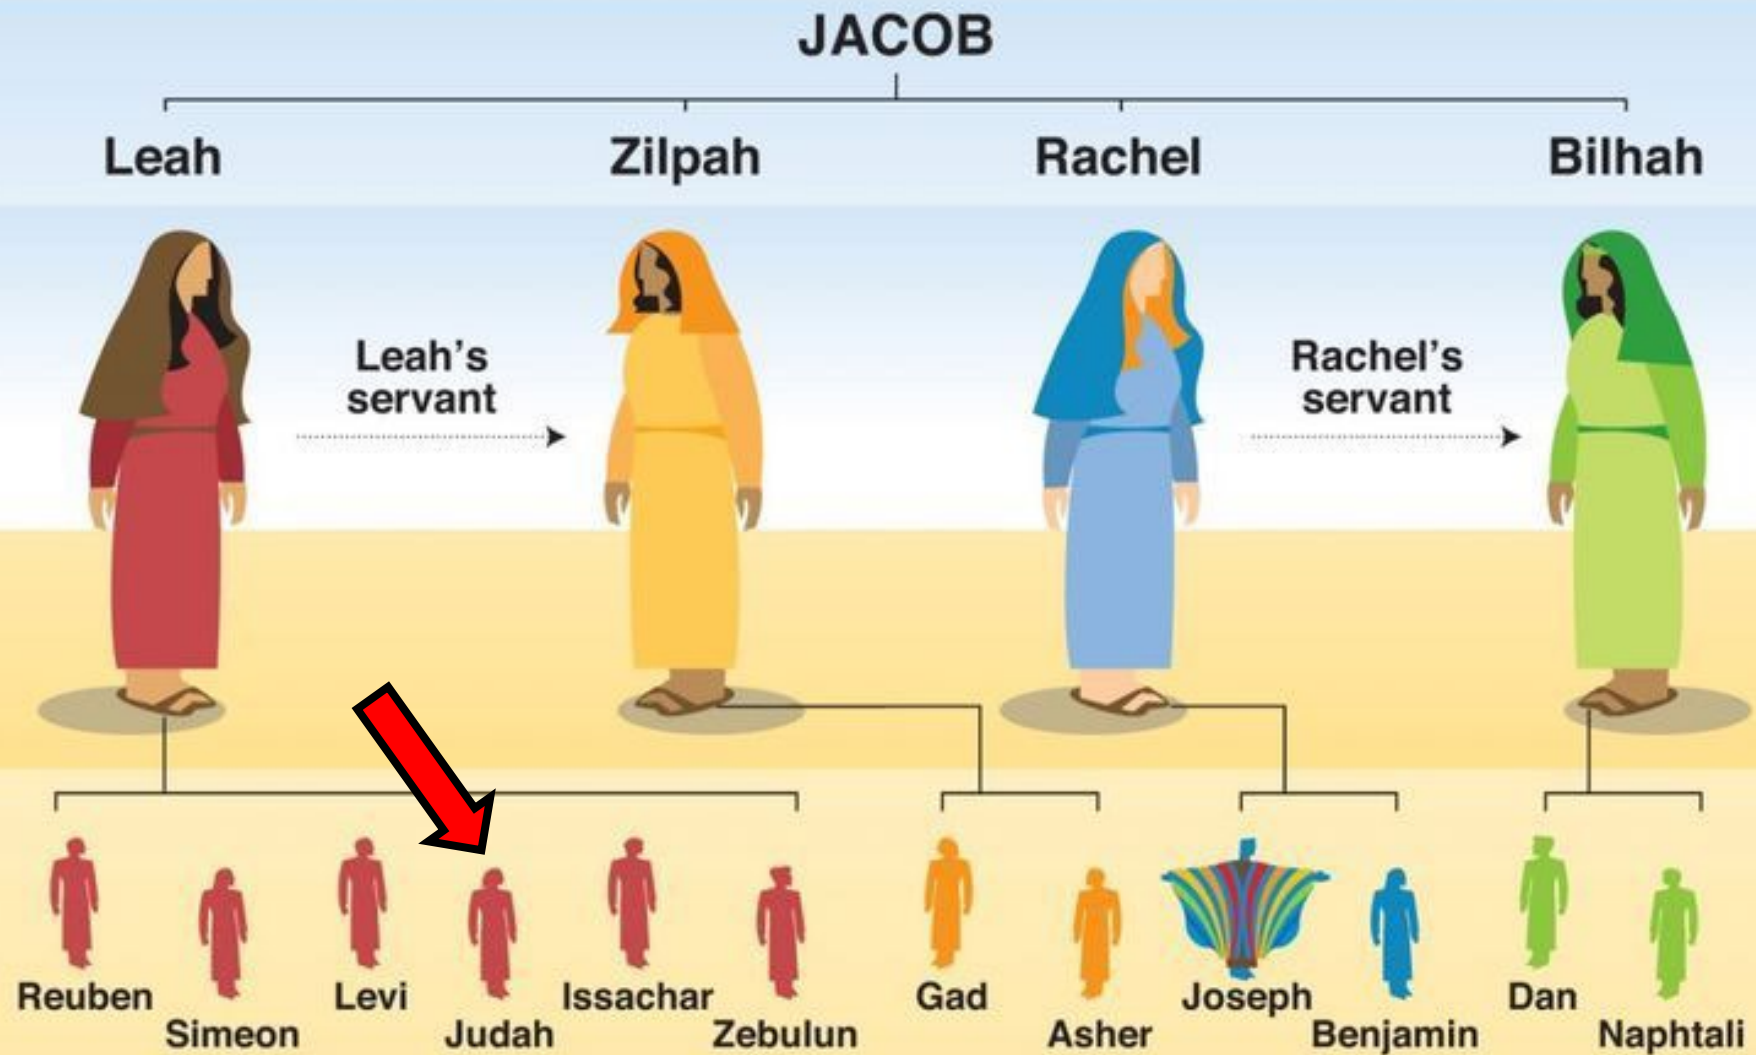 JACOB
Leah
Zilpah
Rachel
Bilhah
Leah's
servant
Rachel's
servant
Reuben
Simeon
Levi
Judah
Issachar
Zebulun
Gad
Asher
Joseph
Benjamin
Dan
Naphtali